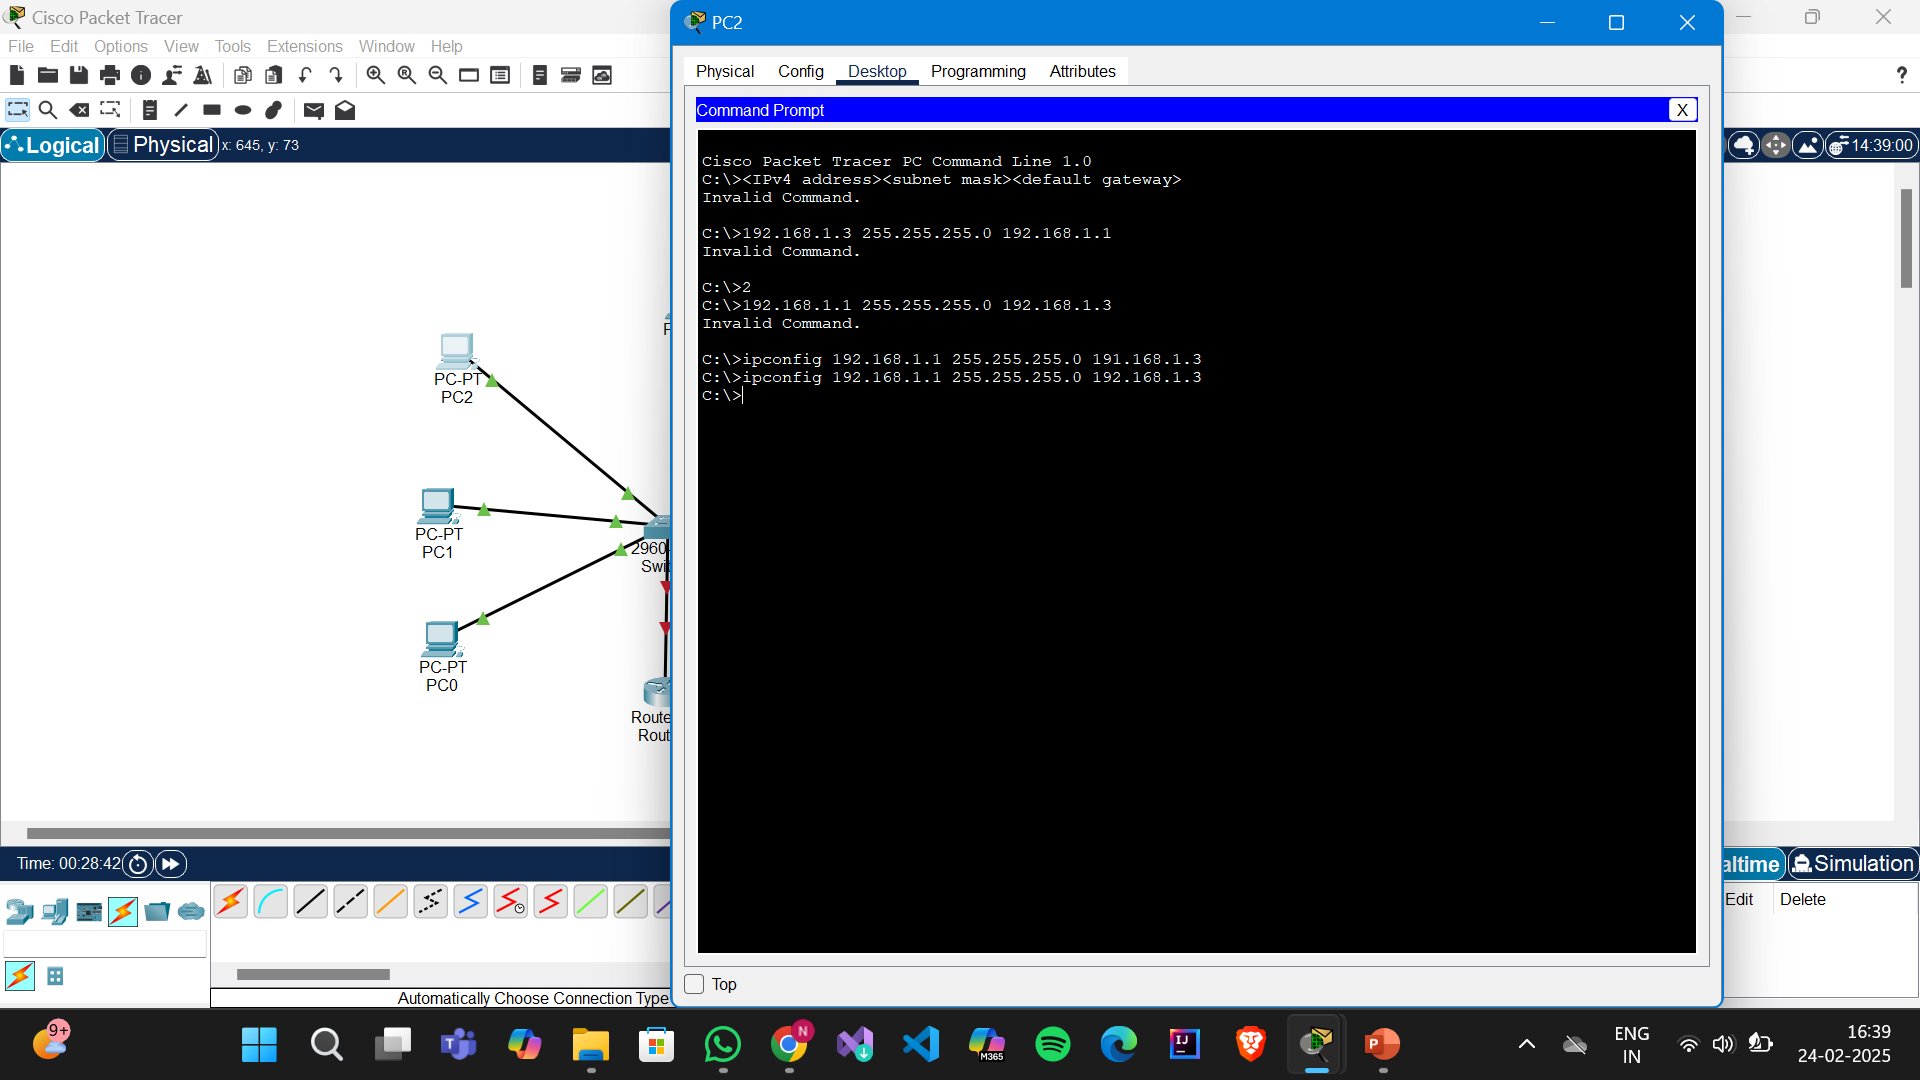 Cisco Packet Tracer
File Edit Options View Tools Extensions Window Help
Logical Physical x: 645, y: 73
14:39:00
PC-PT
PC2
PC-PT
PC1
PC-PT
PC0
2960
Swit
Route
Rout
Time: 00:28:42
altime Simulation
Edit Delete
Automatically Choose Connection Type
PC2
Physical Config Desktop Programming Attributes
Command Prompt X
Cisco Packet Tracer PC Command Line 1.0
C:\><IPv4 address><subnet mask><default gateway>
Invalid Command.
C:\>192.168.1.3 255.255.255.0 192.168.1.1
Invalid Command.
C:\>2
C:\>192.168.1.1 255.255.255.0 192.168.1.3
Invalid Command.
C:\>ipconfig 192.168.1.1 255.255.255.0 191.168.1.3
C:\>ipconfig 192.168.1.1 255.255.255.0 192.168.1.3
C:\>
Top
9+
N
M365
IJ
P
ENG
IN
16:39
24-02-2025